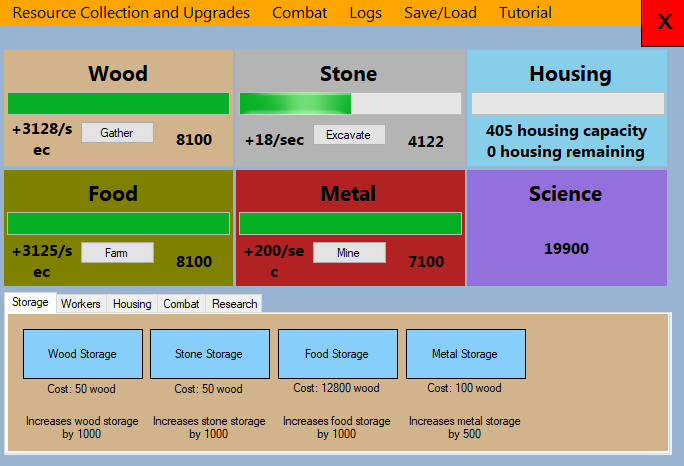 Resource Collection and Upgrades Combat Logs Save/Load Tutorial X
Wood
+3128/s
ec
Gather
8100
Stone
+18/sec
Excavate
4122
Housing
405 housing capacity
0 housing remaining
Food
+3125/s
ec
Farm
8100
Metal
+200/se
c
Mine
7100
Science
19900
Storage Workers Housing Combat Research
Wood Storage
Cost: 50 wood
Increases wood storage
by 1000
Stone Storage
Cost: 50 wood
Increases stone storage
by 1000
Food Storage
Cost: 12800 wood
Increases food storage
by 1000
Metal Storage
Cost: 100 wood
Increases metal storage
by 500